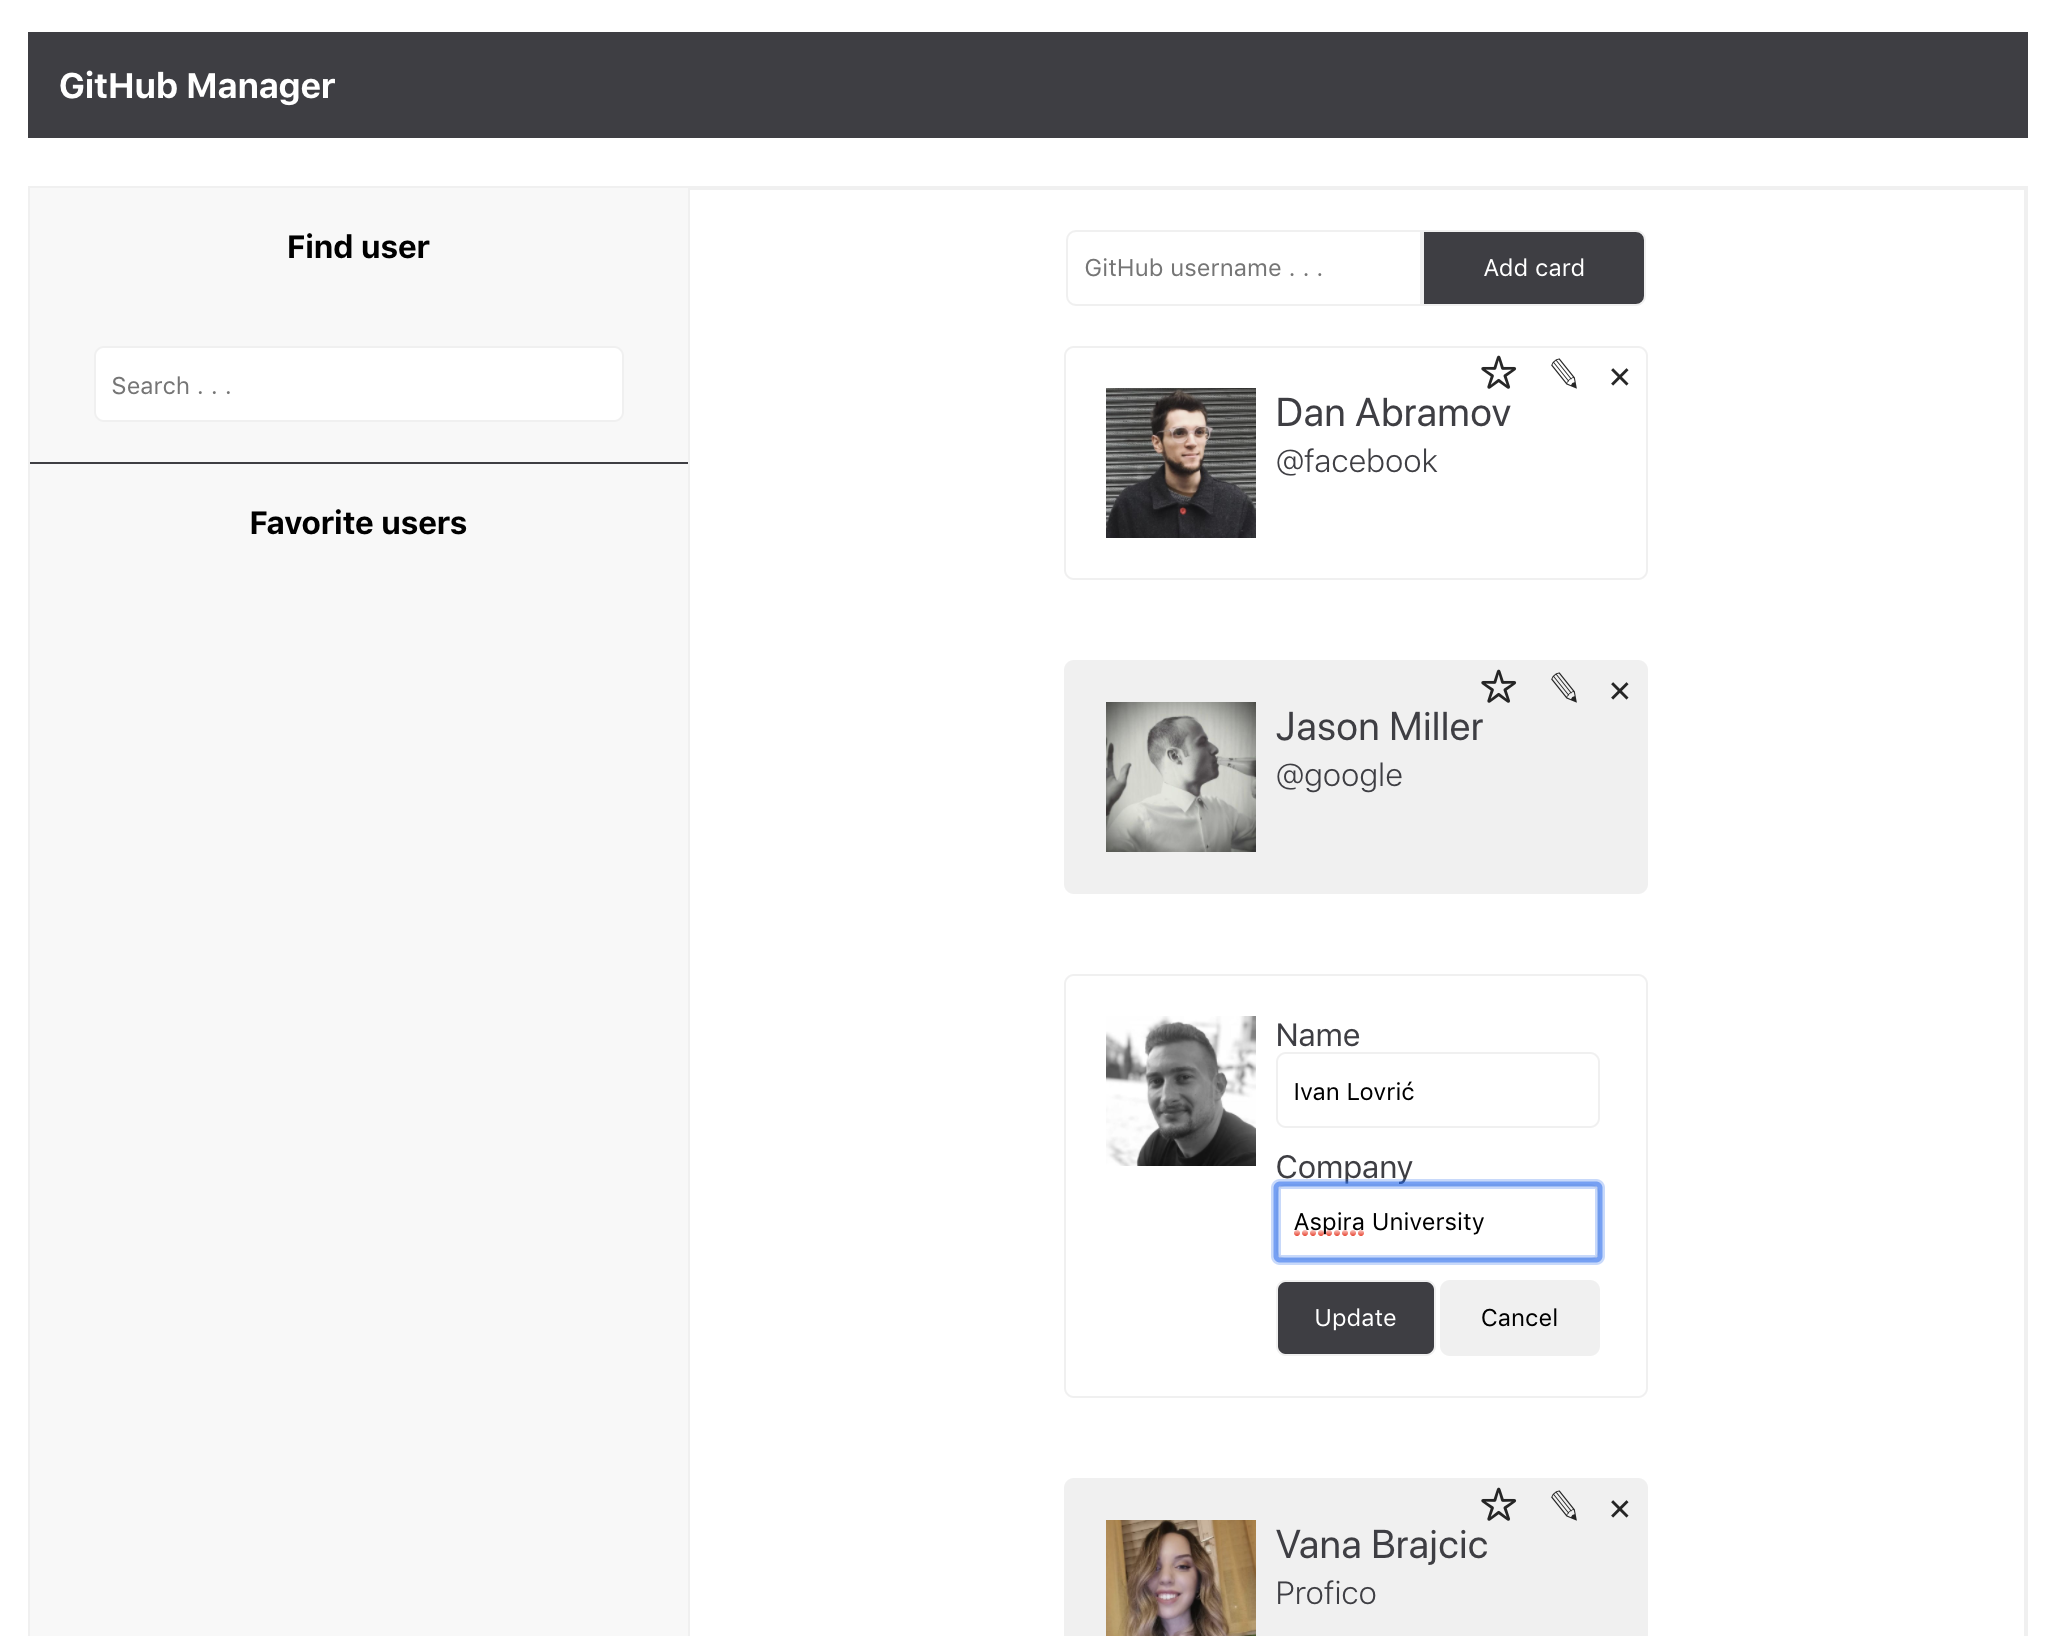 GitHub Manager
Find user
Search . . .
Favorite users
GitHub username . . .
Add card
Dan Abramov
@facebook
Jason Miller
@google
Name
Ivan Lovrić
Company
Aspira University
Update
Cancel
Vana Brajcic
Profico